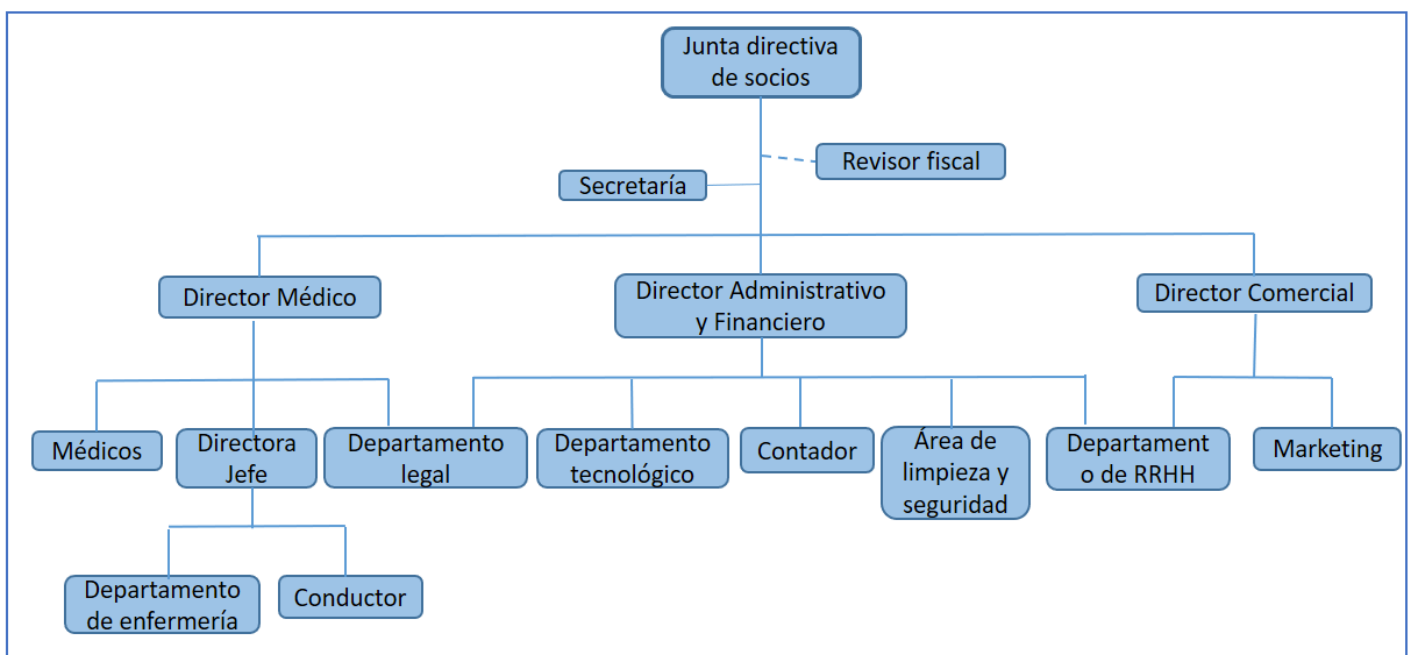 Junta directiva
de socios
Revisor fiscal
Secretaría
Director Médico
Director Administrativo
y Financiero
Director Comercial
Médicos
Directora
Jefe
Departamento
legal
Departamento
tecnológico
Contador
Área de
limpieza y
seguridad
Departament
o de RRHH
Marketing
Departamento
de enfermería
Conductor